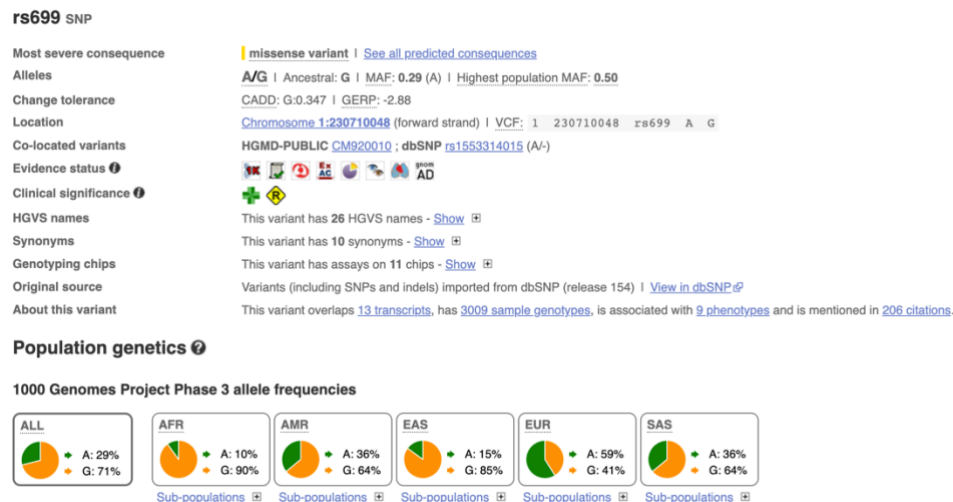 rs699 SNP
Most severe consequence missense variant | See all predicted consequences
Alleles A/G | Ancestral: G | MAF: 0.29 (A) | Highest population MAF: 0.50
Change tolerance CADD: G:0.347 | GERP: -2.88
Location Chromosome 1:230710048 (forward strand) | VCF: 1 230710048 rs699 A G
Co-located variants HGMD-PUBLIC CM920010 ; dbSNP rs1553314015 (A/-)
Evidence status i 1K Ex AC gnom AD
Clinical significance i R
HGVS names This variant has 26 HGVS names - Show +
Synonyms This variant has 10 synonyms - Show +
Genotyping chips This variant has assays on 11 chips - Show +
Original source Variants (including SNPs and indels) imported from dbSNP (release 154) | View in dbSNP
About this variant This variant overlaps 13 transcripts, has 3009 sample genotypes, is associated with 9 phenotypes and is mentioned in 206 citations.
Population genetics ?
1000 Genomes Project Phase 3 allele frequencies
ALL AFR AMR EAS EUR SAS
A: 29% A: 10% A: 36% A: 15% A: 59% A: 36%
G: 71% G: 90% G: 64% G: 85% G: 41% G: 64%
Sub-populations + Sub-populations + Sub-populations + Sub-populations + Sub-populations +